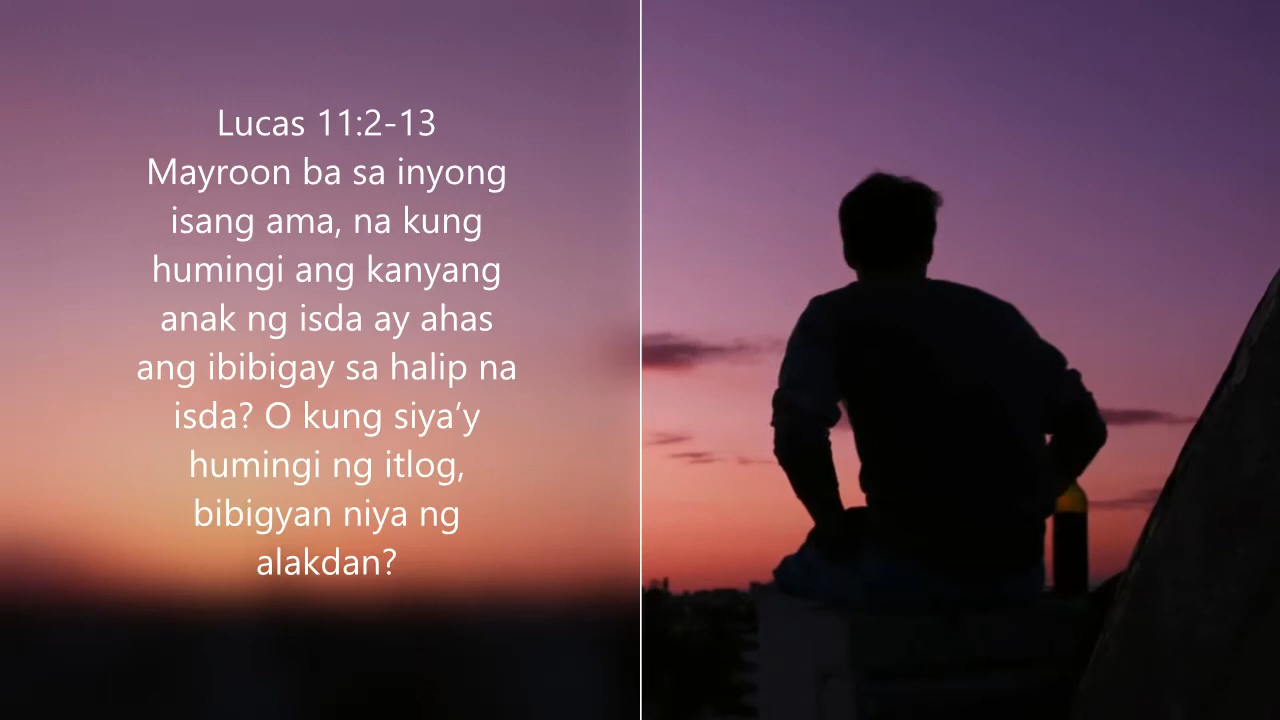 Lucas 11:2-13
Mayroon ba sa inyong
isang ama, na kung
humingi ang kanyang
anak ng isda ay ahas
ang ibibigay sa halip na
isda? O kung siya’y
humingi ng itlog,
bibigyan niya ng
alakdan?